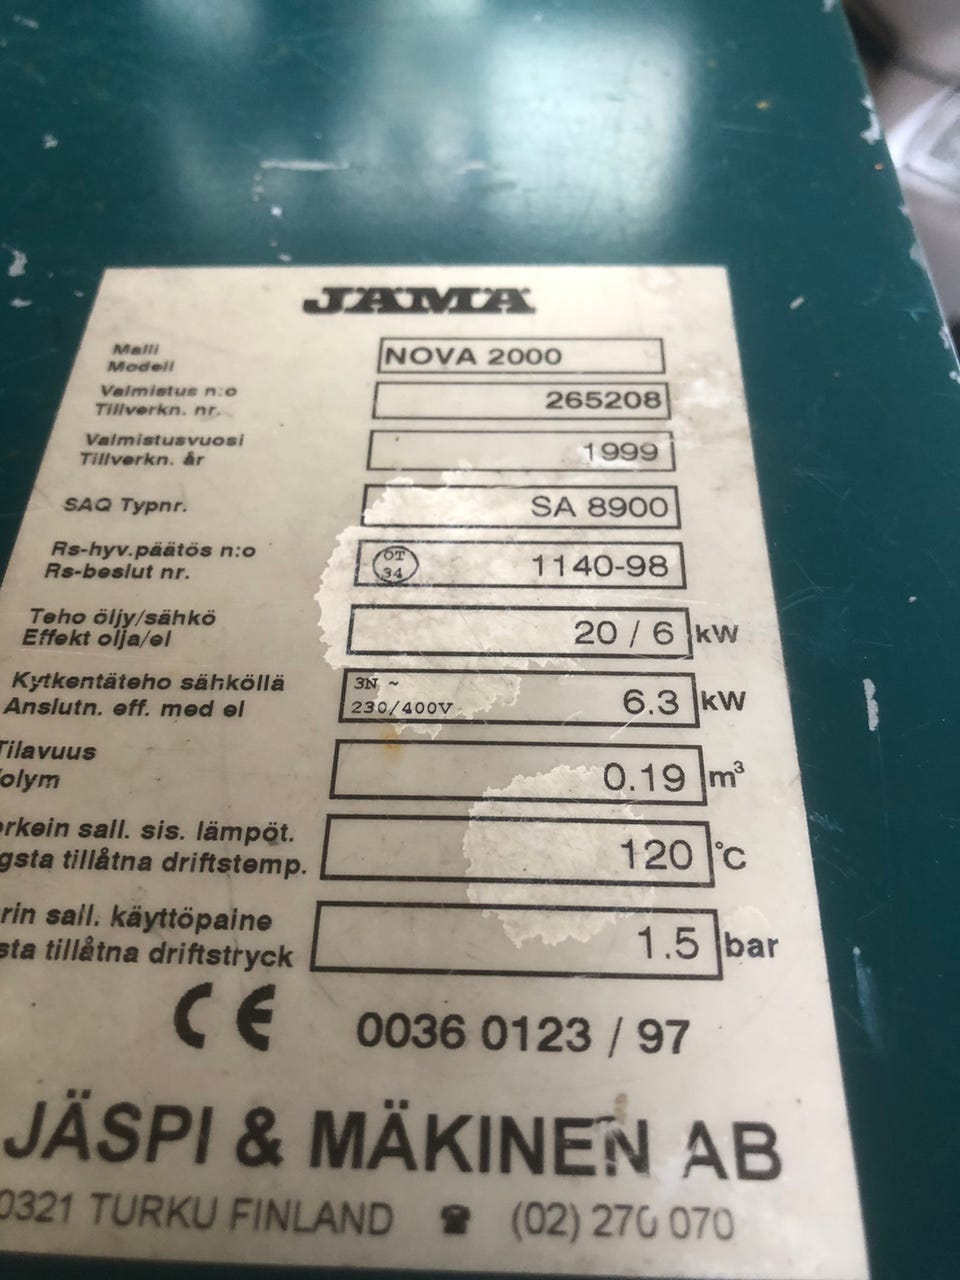 JÄMÄ
Malli
Modell
NOVA 2000
Valmistus n:o
Tillverkn. nr.
265208
Valmistusvuosi
Tillverkn. år
1999
SAQ Typnr.
SA 8900
Rs-hyv.päätös n:o
Rs-beslut nr.
ÖT
34
1140-98
Teho öljy/sähkö
Effekt olja/el
20 / 6 kW
Kytkentäteho sähköllä
Anslutn. eff. med el
3N ~
230/400V
6.3 kW
Tilavuus
olym
0.19 m³
rkein sall. sis. lämpöt.
gsta tillåtna driftstemp.
120 °C
rin sall. käyttöpaine
sta tillåtna driftstryck
1.5 bar
CE 0036 0123 / 97
JÄSPI & MÄKINEN AB
0321 TURKU FINLAND ☎ (02) 270 070